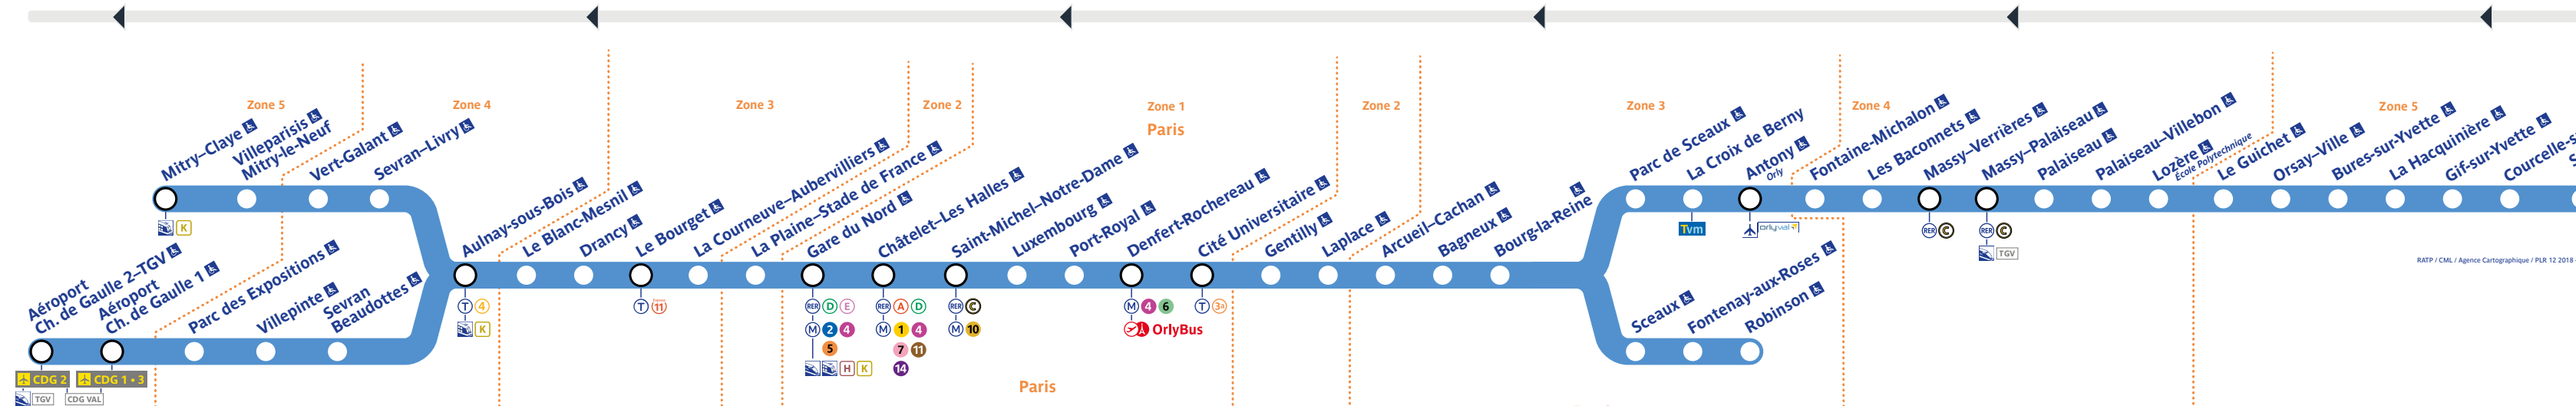 Zone 5
Zone 4
Zone 3
Zone 2
Zone 1
Paris
Zone 2
Zone 3
Zone 4
Zone 5
Mitry–Claye
Villeparisis
Mitry-le-Neuf
Vert-Galant
Sevran–Livry
K
Aéroport
Ch. de Gaulle 2–TGV
Aéroport
Ch. de Gaulle 1
Parc des Expositions
Villepinte
Sevran
Beaudottes
CDG 2
CDG 1 • 3
TGV
CDG VAL
Aulnay-sous-Bois
T 4
K
Le Blanc-Mesnil
Drancy
Le Bourget
T 11
La Courneuve–Aubervilliers
La Plaine–Stade de France
Gare du Nord
RER D E
M 2 4
5
H K
Châtelet–Les Halles
RER A D
M 1 4
7 11
14
Saint-Michel–Notre-Dame
RER C
M 10
Luxembourg
Port-Royal
Denfert-Rochereau
M 4 6
OrlyBus
Cité Universitaire
T 3a
Paris
Gentilly
Laplace
Arcueil–Cachan
Bagneux
Bourg-la-Reine
Parc de Sceaux
La Croix de Berny
Tvm
Antony
Orly
orlyval
Fontaine-Michalon
Les Baconnets
Massy–Verrières
RER C
Massy–Palaiseau
RER C
TGV
Palaiseau
Palaiseau–Villebon
Lozère
École Polytechnique
Le Guichet
Orsay–Ville
Bures-sur-Yvette
La Hacquinière
Gif-sur-Yvette
Courcelle-s
Sceaux
Fontenay-aux-Roses
Robinson
RATP / CML / Agence Cartographique / PLR 12 2018